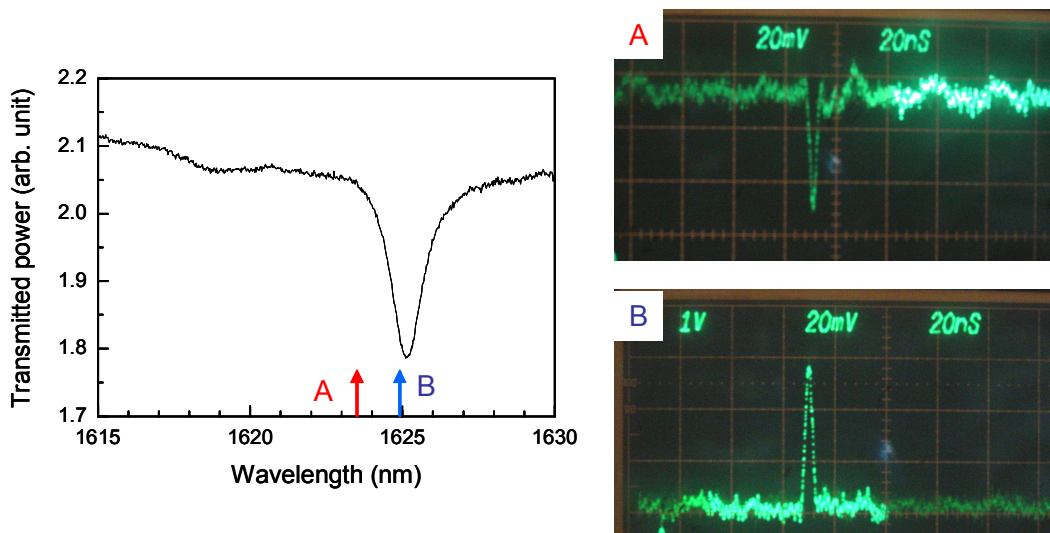 Transmitted power (arb. unit)
2.2
2.1
2.0
1.9
1.8
1.7
1615
1620
1625
1630
Wavelength (nm)
A
B
A
20mV 20nS
B
1V 20mV 20nS